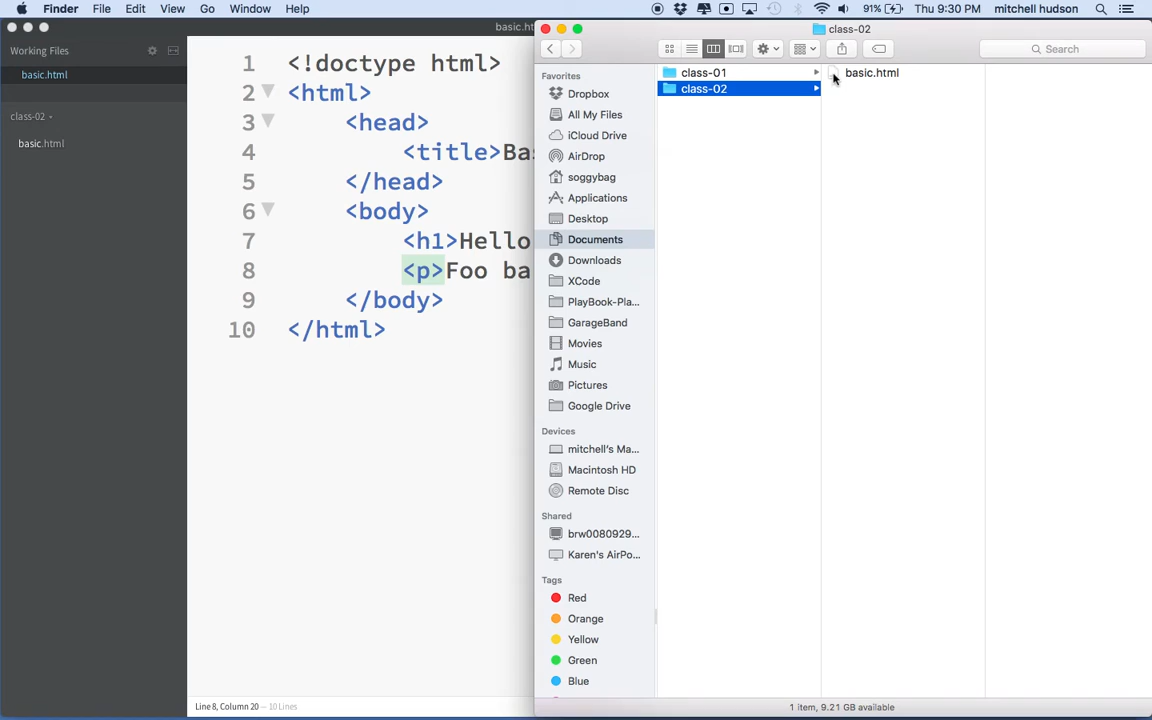 Finder File Edit View Go Window Help 91% Thu 9:30 PM mitchell hudson
basic.ht
Working Files
basic.html
class-02
basic.html
1 <!doctype html>
2 <html>
3 <head>
4 <title>Ba
5 </head>
6 <body>
7 <h1>Hello
8 <p>Foo ba
9 </body>
10 </html>
Line 8, Column 20 — 10 Lines
class-02
Search
Favorites
Dropbox
All My Files
iCloud Drive
AirDrop
soggybag
Applications
Desktop
Documents
Downloads
XCode
PlayBook-Pla...
GarageBand
Movies
Music
Pictures
Google Drive
Devices
mitchell's Ma...
Macintosh HD
Remote Disc
Shared
brw0080929...
Karen's AirPo...
Tags
Red
Orange
Yellow
Green
Blue
class-01
class-02
basic.html
1 item, 9.21 GB available